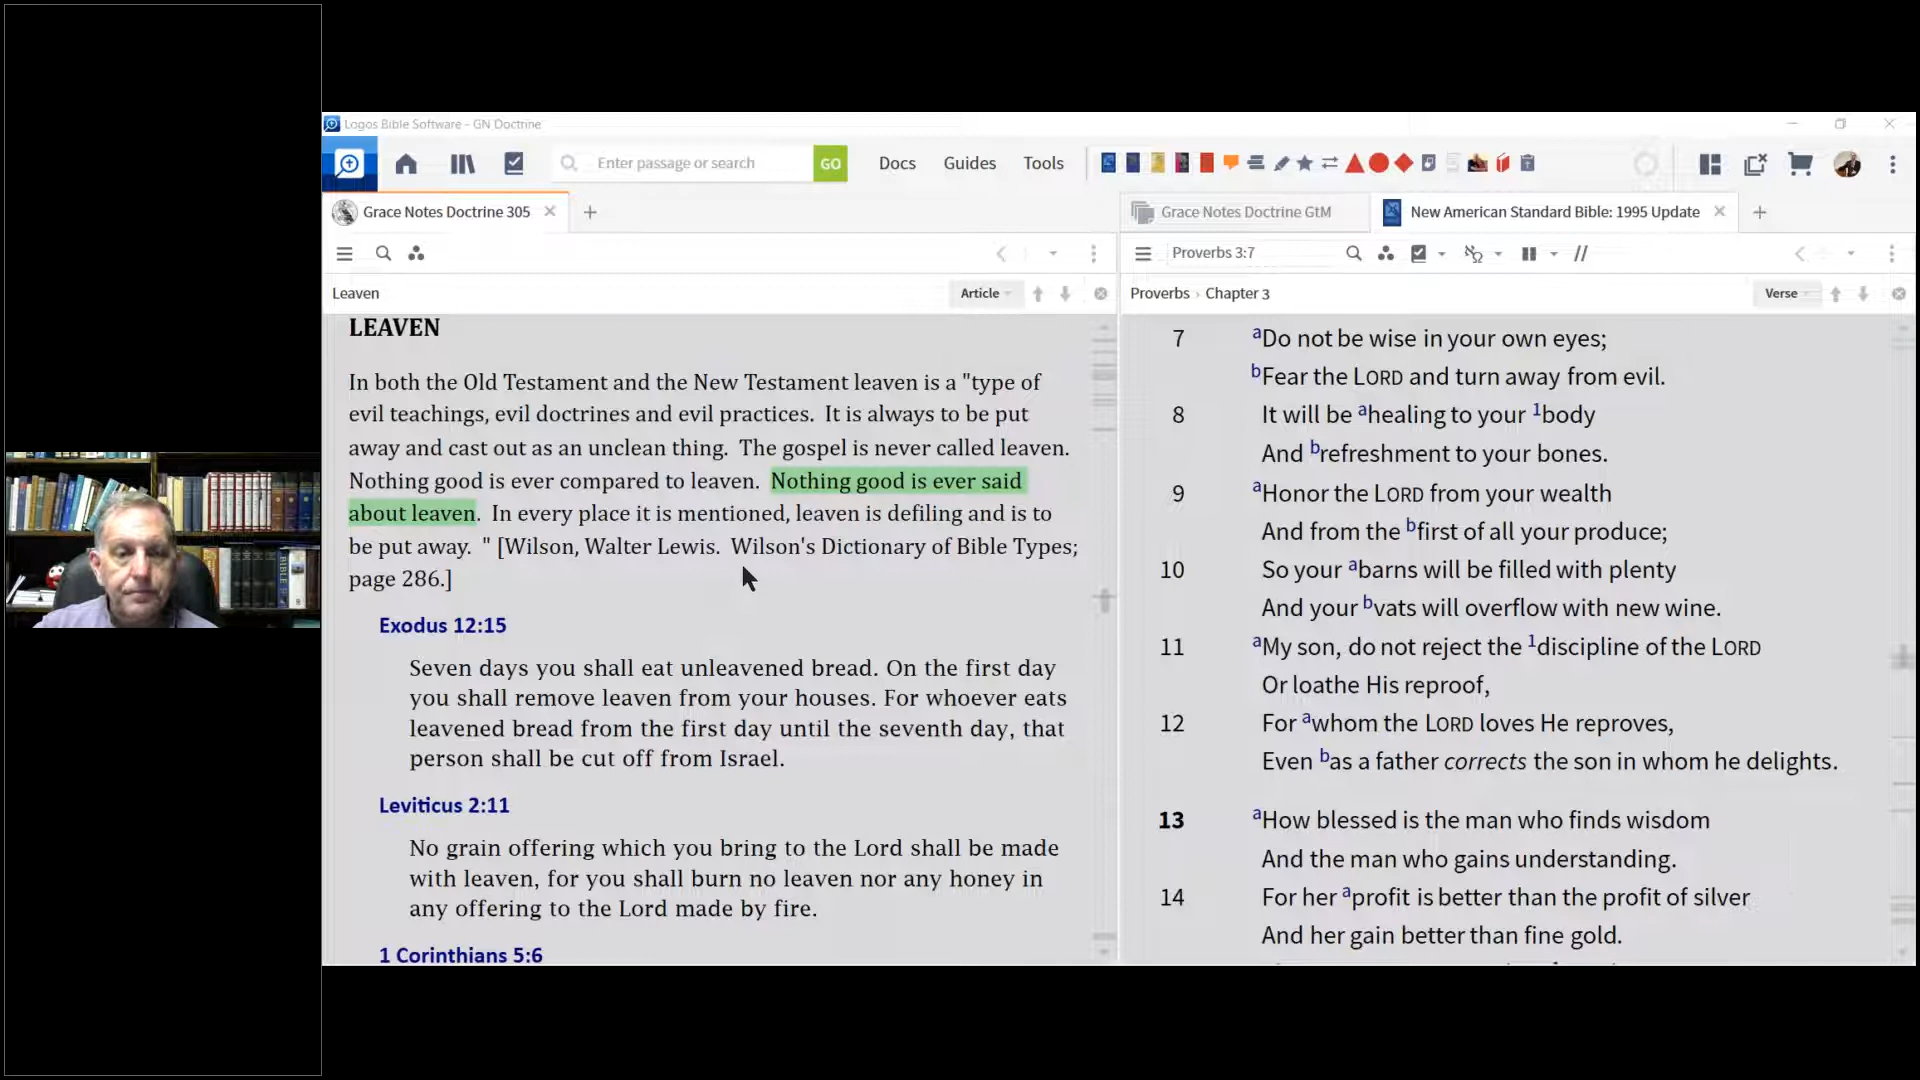 Logos Bible Software - GN Doctrine
Enter passage or search
GO
Docs
Guides
Tools
Grace Notes Doctrine 305
Grace Notes Doctrine GtM
New American Standard Bible: 1995 Update
Proverbs 3:7
Leaven
Article
Proverbs › Chapter 3
Verse
LEAVEN
In both the Old Testament and the New Testament leaven is a "type of
evil teachings, evil doctrines and evil practices. It is always to be put
away and cast out as an unclean thing. The gospel is never called leaven.
Nothing good is ever compared to leaven. Nothing good is ever said
about leaven. In every place it is mentioned, leaven is defiling and is to
be put away. " [Wilson, Walter Lewis. Wilson's Dictionary of Bible Types;
page 286.]
Exodus 12:15
Seven days you shall eat unleavened bread. On the first day
you shall remove leaven from your houses. For whoever eats
leavened bread from the first day until the seventh day, that
person shall be cut off from Israel.
Leviticus 2:11
No grain offering which you bring to the Lord shall be made
with leaven, for you shall burn no leaven nor any honey in
any offering to the Lord made by fire.
1 Corinthians 5:6
7 aDo not be wise in your own eyes;
bFear the LORD and turn away from evil.
8 It will be ahealing to your 1body
And brefreshment to your bones.
9 aHonor the LORD from your wealth
And from the bfirst of all your produce;
10 So your abarns will be filled with plenty
And your bvats will overflow with new wine.
11 aMy son, do not reject the 1discipline of the LORD
Or loathe His reproof,
12 For awhom the LORD loves He reproves,
Even bas a father corrects the son in whom he delights.
13 aHow blessed is the man who finds wisdom
And the man who gains understanding.
14 For her aprofit is better than the profit of silver
And her gain better than fine gold.
BIBLE